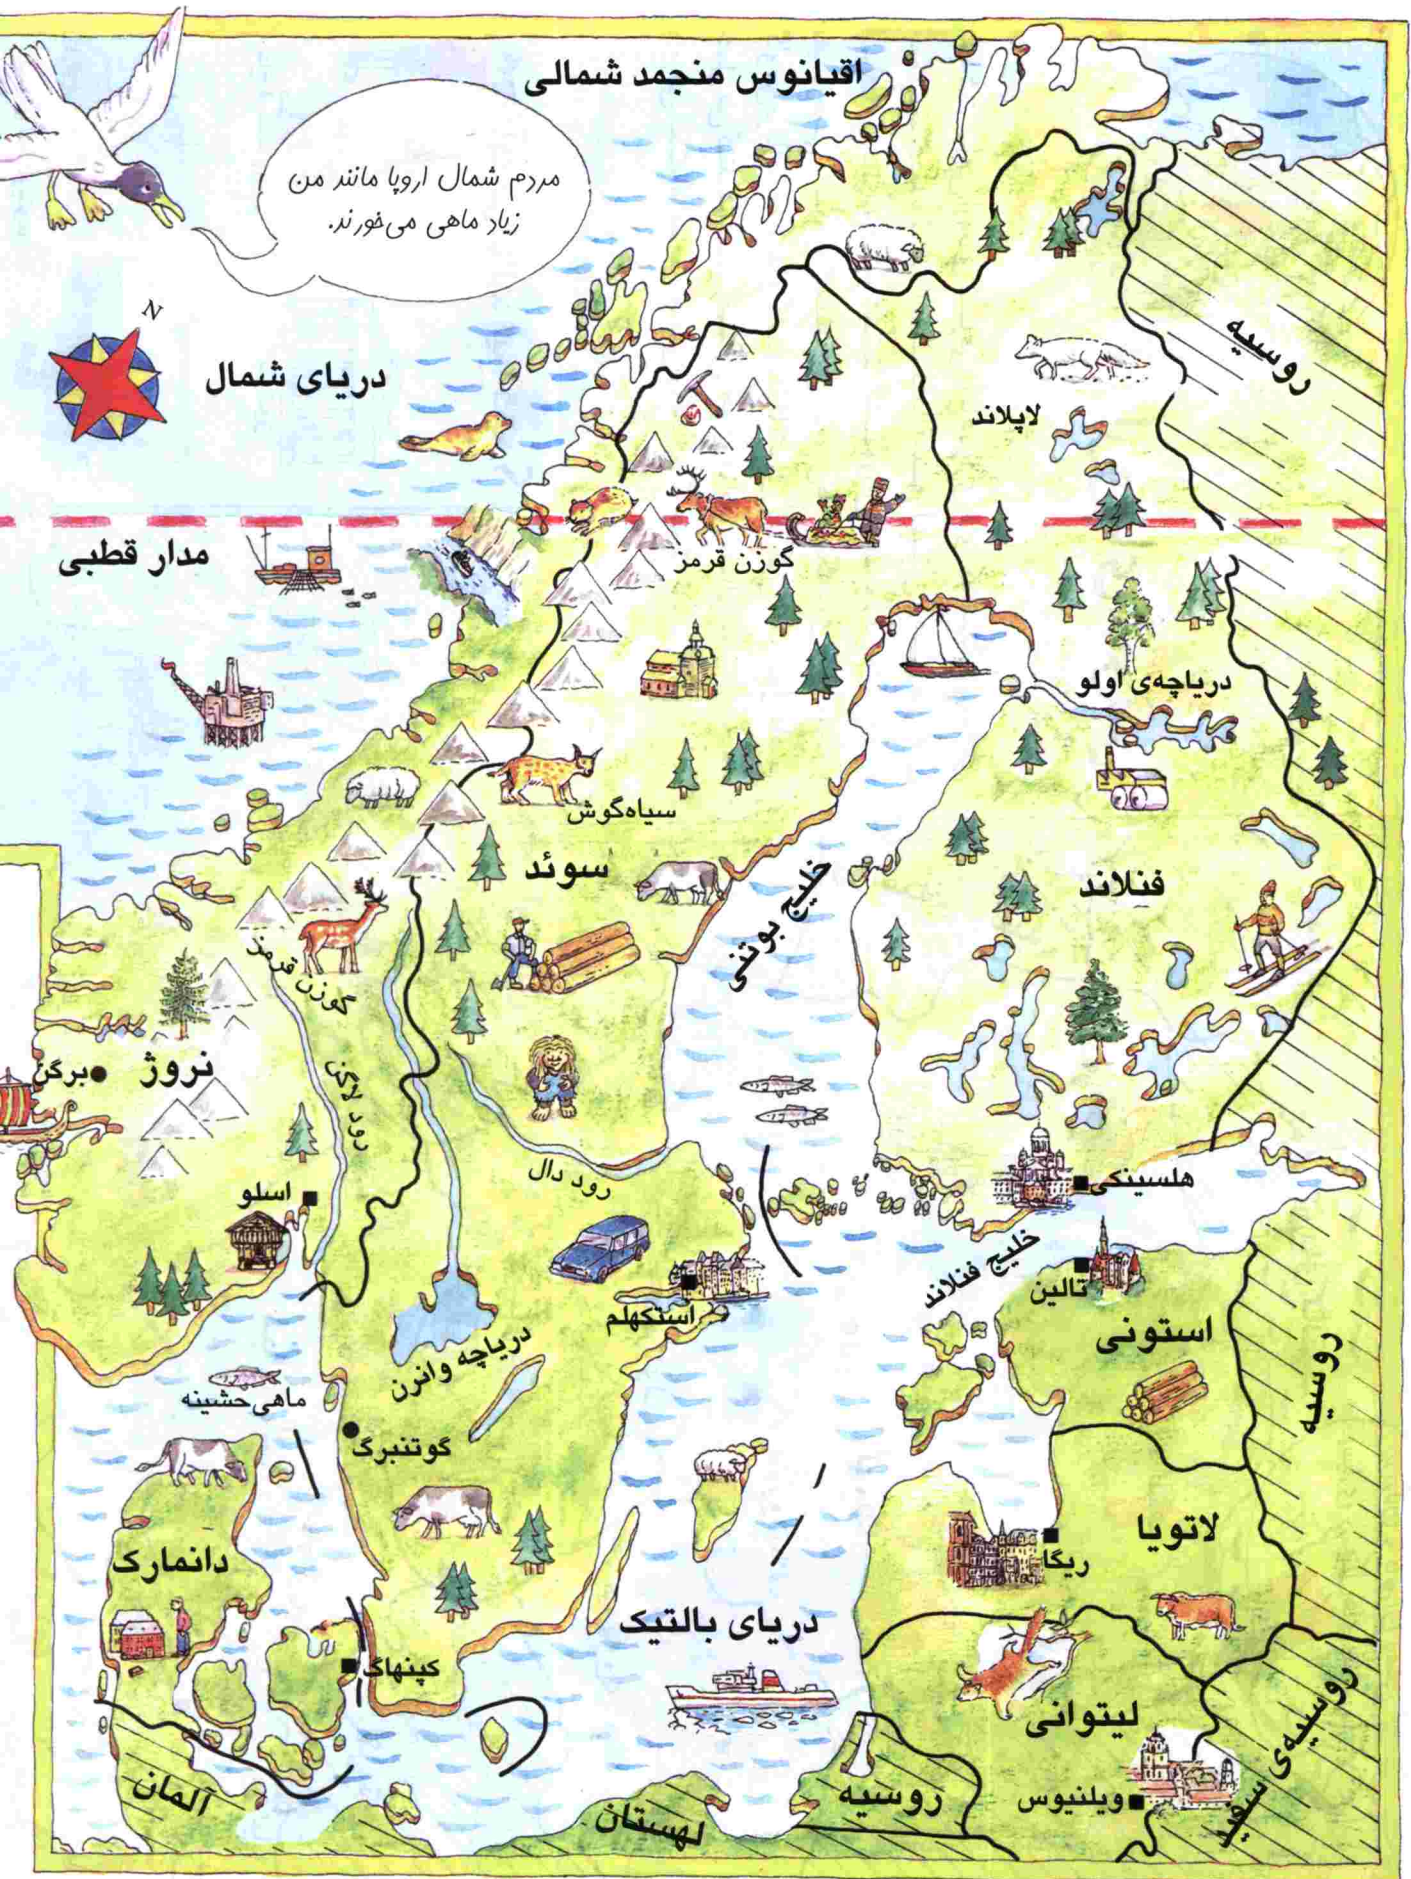 اقیانوس منجمد شمالی
مردم شمال اروپا مانند من
زیاد ماهی می‌خورند.
N
دریای شمال
روسیه
لاپلاند
مدار قطبی
گوزن قرمز
دریاچه‌ی اولو
سیاه‌گوش
سوئد
فنلاند
خلیج بوتنی
گوزن قرمز
نروژ
برگن
رود لاگن
رود دال
اسلو
هلسینکی
خلیج فنلاند
تالین
استکهلم
استونی
روسیه
دریاچه وانرن
ماهی حشینه
گوتنبرگ
لاتویا
ریگا
دانمارک
دریای بالتیک
کپنهاگ
لیتوانی
روسیه‌ی سفید
ویلنیوس
روسیه
آلمان
لهستان